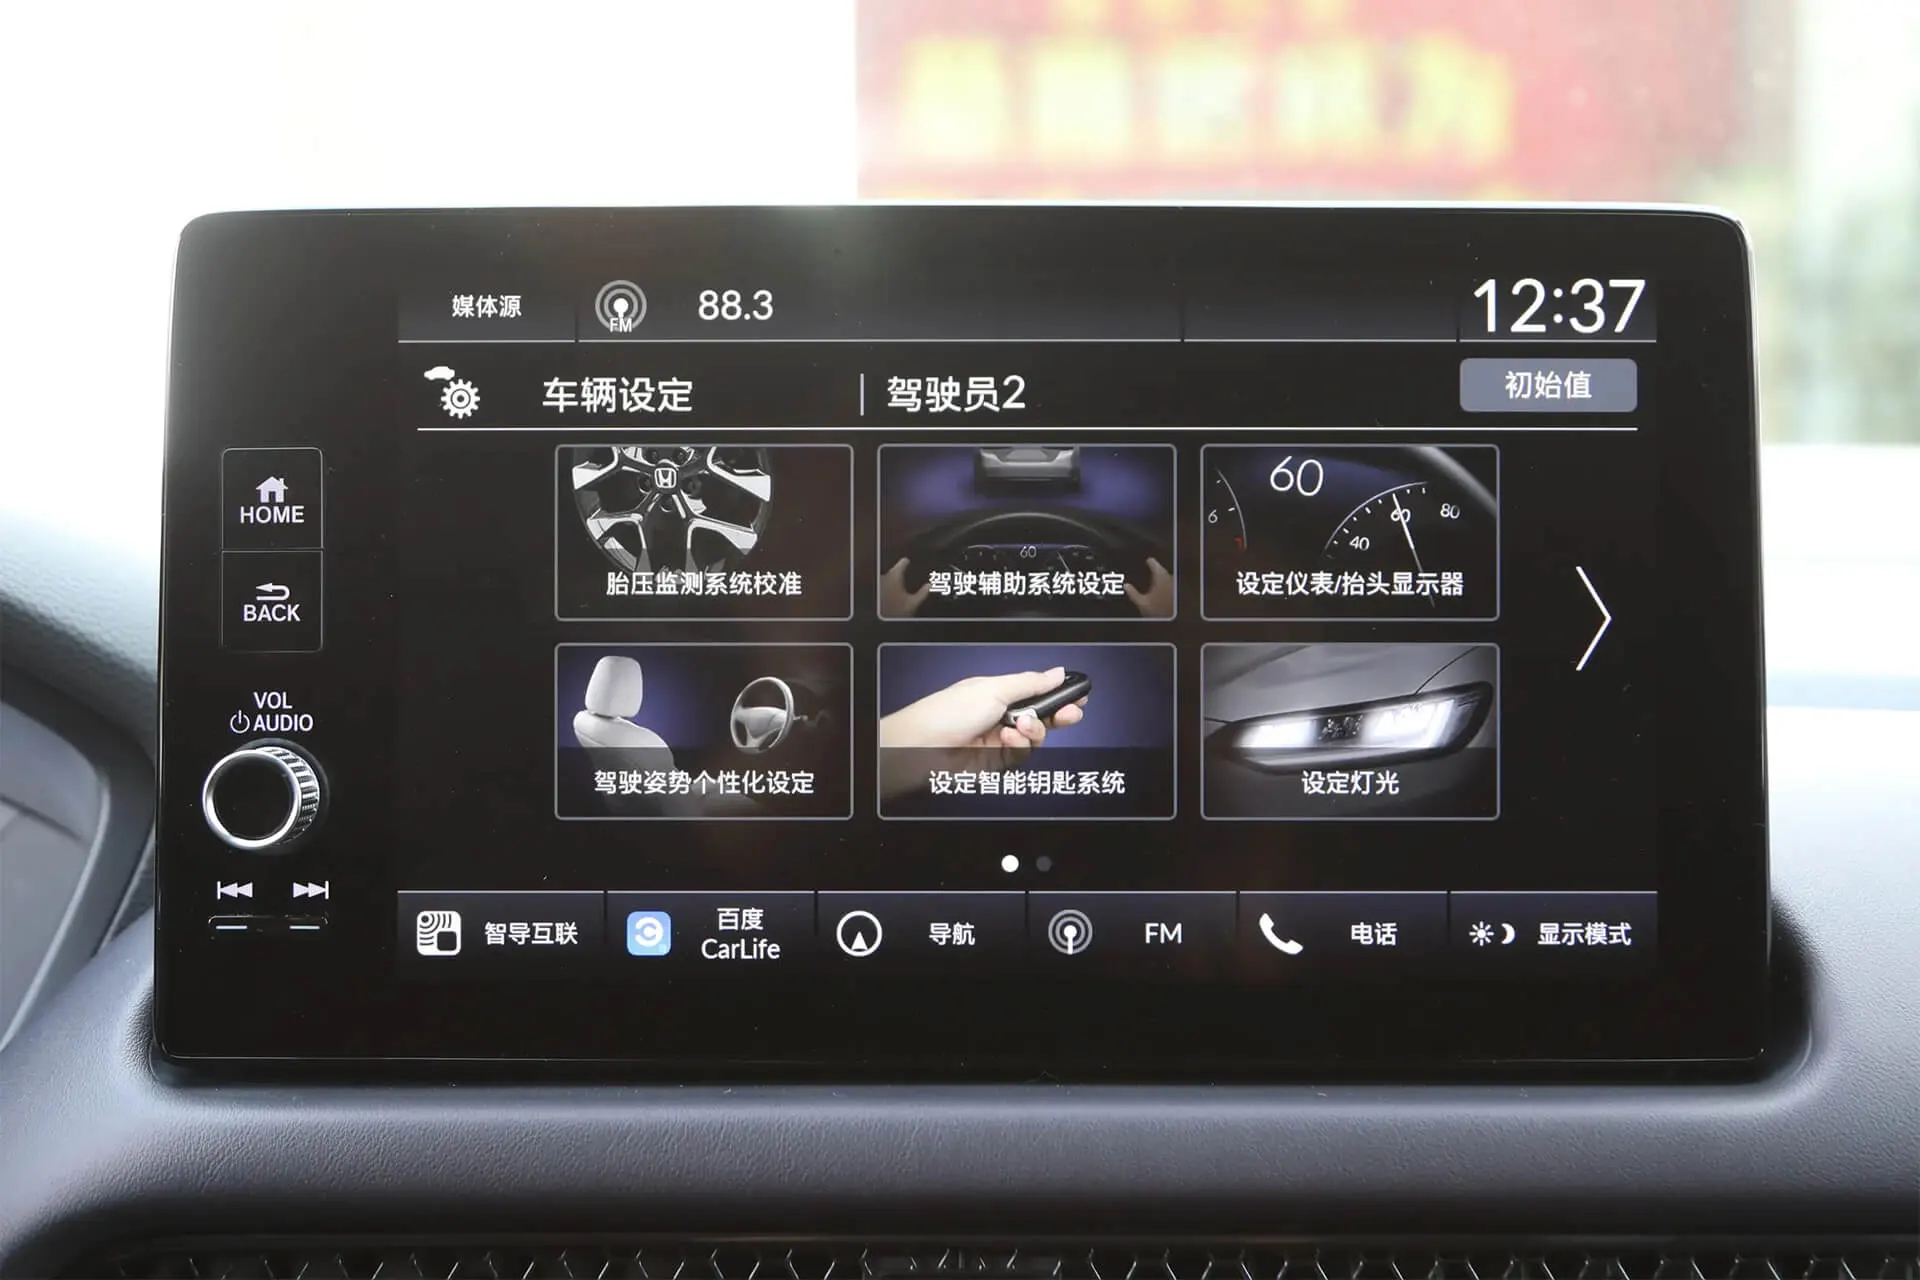 媒体源 FM 88.3 12:37
车辆设定 驾驶员2 初始值
HOME
BACK
VOL
AUDIO
胎压监测系统校准
60
驾驶辅助系统设定
60
6 40 60 80
设定仪表/抬头显示器
驾驶姿势个性化设定
设定智能钥匙系统
设定灯光
智导互联
百度
CarLife
导航
FM
电话
显示模式